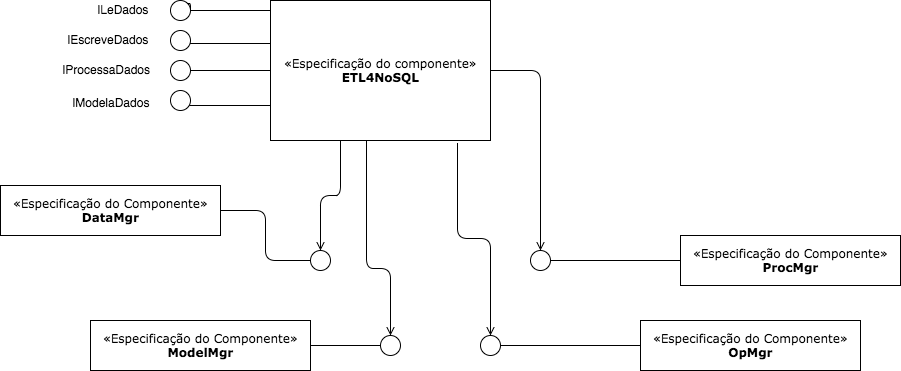 ILeDados
IEscreveDados
IProcessaDados
IModelaDados
«Especificação do componente»
ETL4NoSQL
«Especificação do Componente»
DataMgr
«Especificação do Componente»
ProcMgr
«Especificação do Componente»
ModelMgr
«Especificação do Componente»
OpMgr